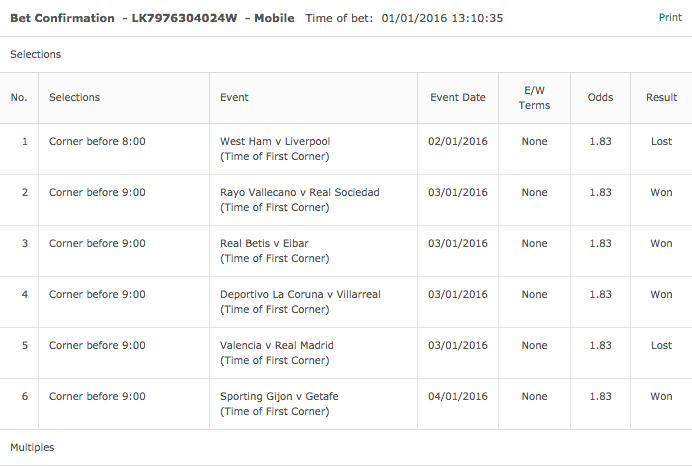 Bet Confirmation - LK7976304024W - Mobile Time of bet: 01/01/2016 13:10:35 Print
Selections
No. Selections Event Event Date E/W Terms Odds Result
1 Corner before 8:00 West Ham v Liverpool 02/01/2016 None 1.83 Lost
(Time of First Corner)
2 Corner before 9:00 Rayo Vallecano v Real Sociedad 03/01/2016 None 1.83 Won
(Time of First Corner)
3 Corner before 9:00 Real Betis v Eibar 03/01/2016 None 1.83 Won
(Time of First Corner)
4 Corner before 9:00 Deportivo La Coruna v Villarreal 03/01/2016 None 1.83 Won
(Time of First Corner)
5 Corner before 9:00 Valencia v Real Madrid 03/01/2016 None 1.83 Lost
(Time of First Corner)
6 Corner before 9:00 Sporting Gijon v Getafe 04/01/2016 None 1.83 Won
(Time of First Corner)
Multiples